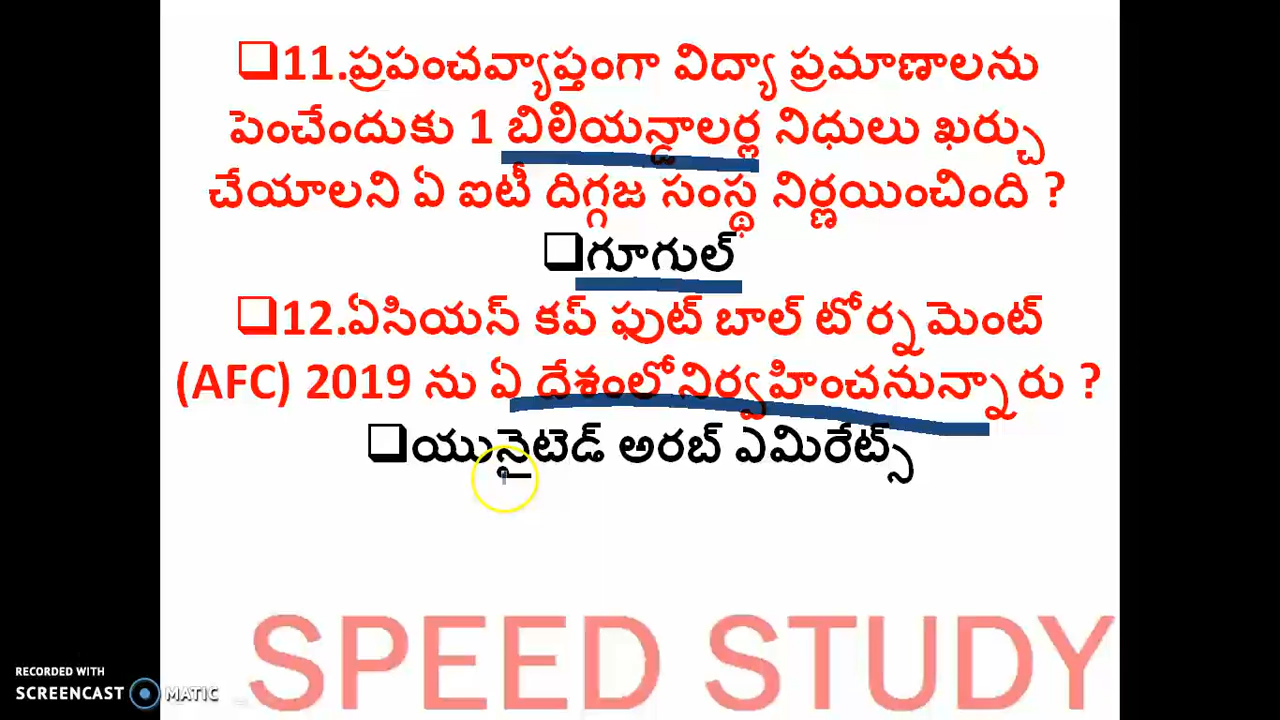 ❑11.ప్రపంచవ్యాప్తంగా విద్యా ప్రమాణాలను
పెంచేందుకు 1 బిలియన్డాలర్ల నిధులు ఖర్చు
చేయాలని ఏ ఐటీ దిగ్గజ సంస్థ నిర్ణయించింది ?
❑గూగుల్
❑12.ఏసియస్ కప్ ఫుట్ బాల్ టోర్నమెంట్
(AFC) 2019 ను ఏ దేశంలోనిర్వహించనున్నారు ?
❑యునైటెడ్ అరబ్ ఎమిరేట్స్
SPEED STUDY
RECORDED WITH
SCREENCAST MATIC